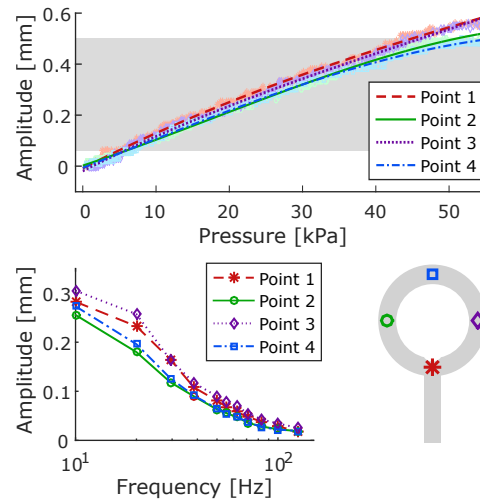 0.6
0.4
0.2
0
Amplitude [mm]
Point 1
Point 2
Point 3
Point 4
0 10 20 30 40 50
Pressure [kPa]
0.3
0.2
0.1
0
Amplitude [mm]
Point 1
Point 2
Point 3
Point 4
10¹ 10²
Frequency [Hz]